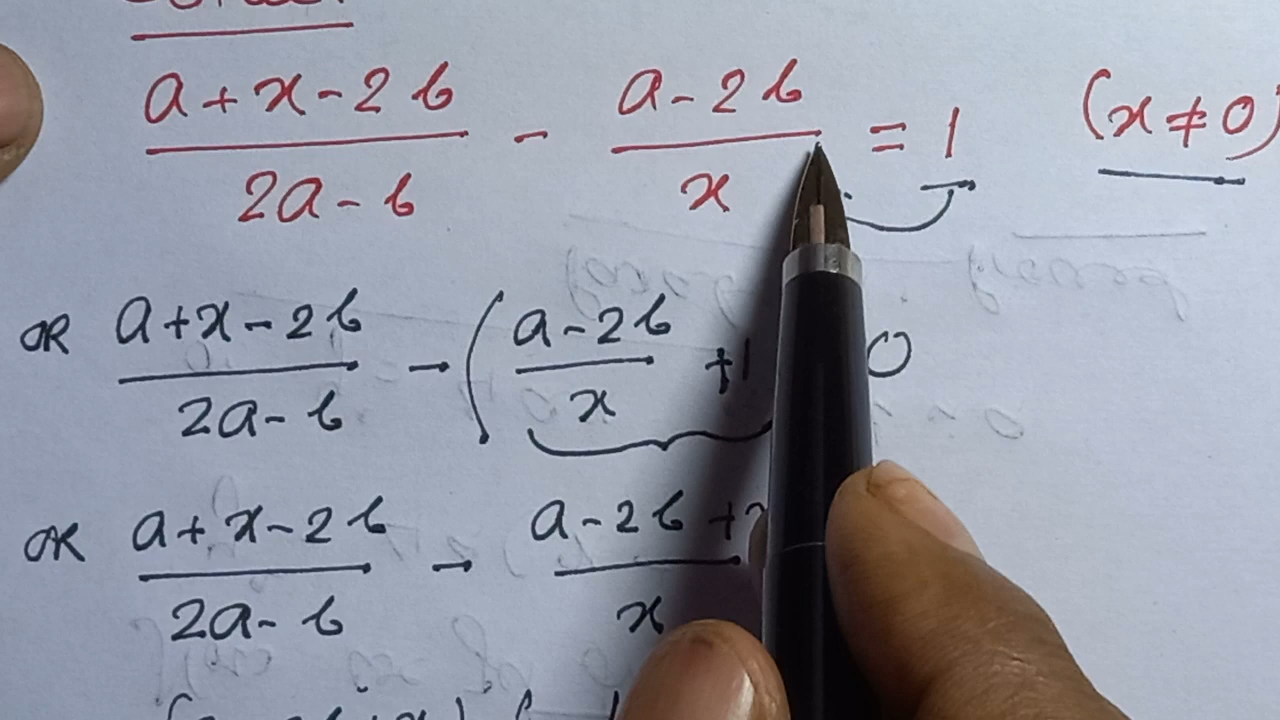 a+x-2b/2a-b - a-2b/x = 1 (x≠0)
OR a+x-2b/2a-b - (a-2b/x +1 0
OR a+x-2b/2a-b - a-2b+x/x